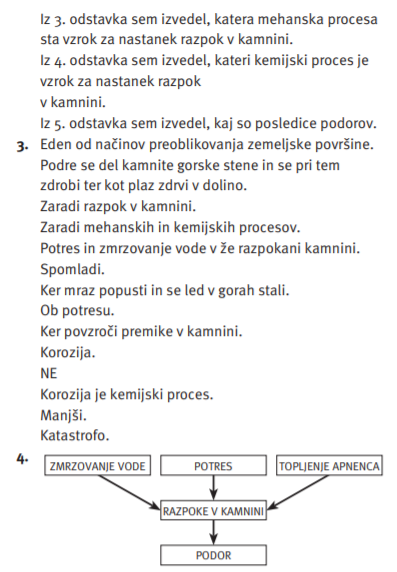 Iz 3. odstavka sem izvedel, katera mehanska procesa
sta vzrok za nastanek razpok v kamnini.
Iz 4. odstavka sem izvedel, kateri kemijski proces je
vzrok za nastanek razpok
v kamnini.
Iz 5. odstavka sem izvedel, kaj so posledice podorov.
3. Eden od načinov preoblikovanja zemeljske površine.
Podre se del kamnite gorske stene in se pri tem
zdrobi ter kot plaz zdrvi v dolino.
Zaradi razpok v kamnini.
Zaradi mehanskih in kemijskih procesov.
Potres in zmrzovanje vode v že razpokani kamnini.
Spomladi.
Ker mraz popusti in se led v gorah stali.
Ob potresu.
Ker povzroči premike v kamnini.
Korozija.
NE
Korozija je kemijski proces.
Manjši.
Katastrofo.
4. ZMRZOVANJE VODE POTRES TOPLJENJE APNENCA
RAZPOKE V KAMNINI
PODOR